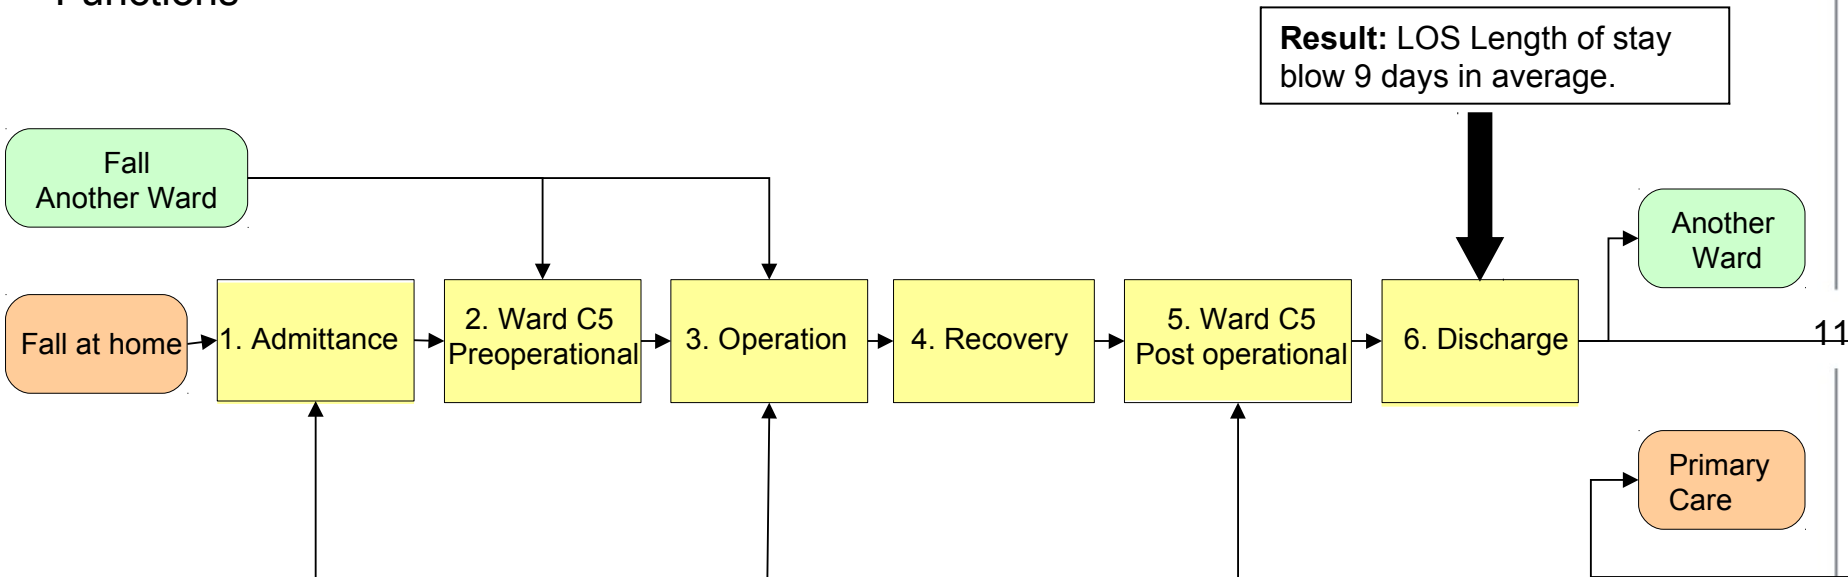 Functions
Result: LOS Length of stay
blow 9 days in average.
Fall
Another Ward
Another
Ward
Fall at home
1. Admittance
2. Ward C5
Preoperational
3. Operation
4. Recovery
5. Ward C5
Post operational
6. Discharge
11
Primary
Care